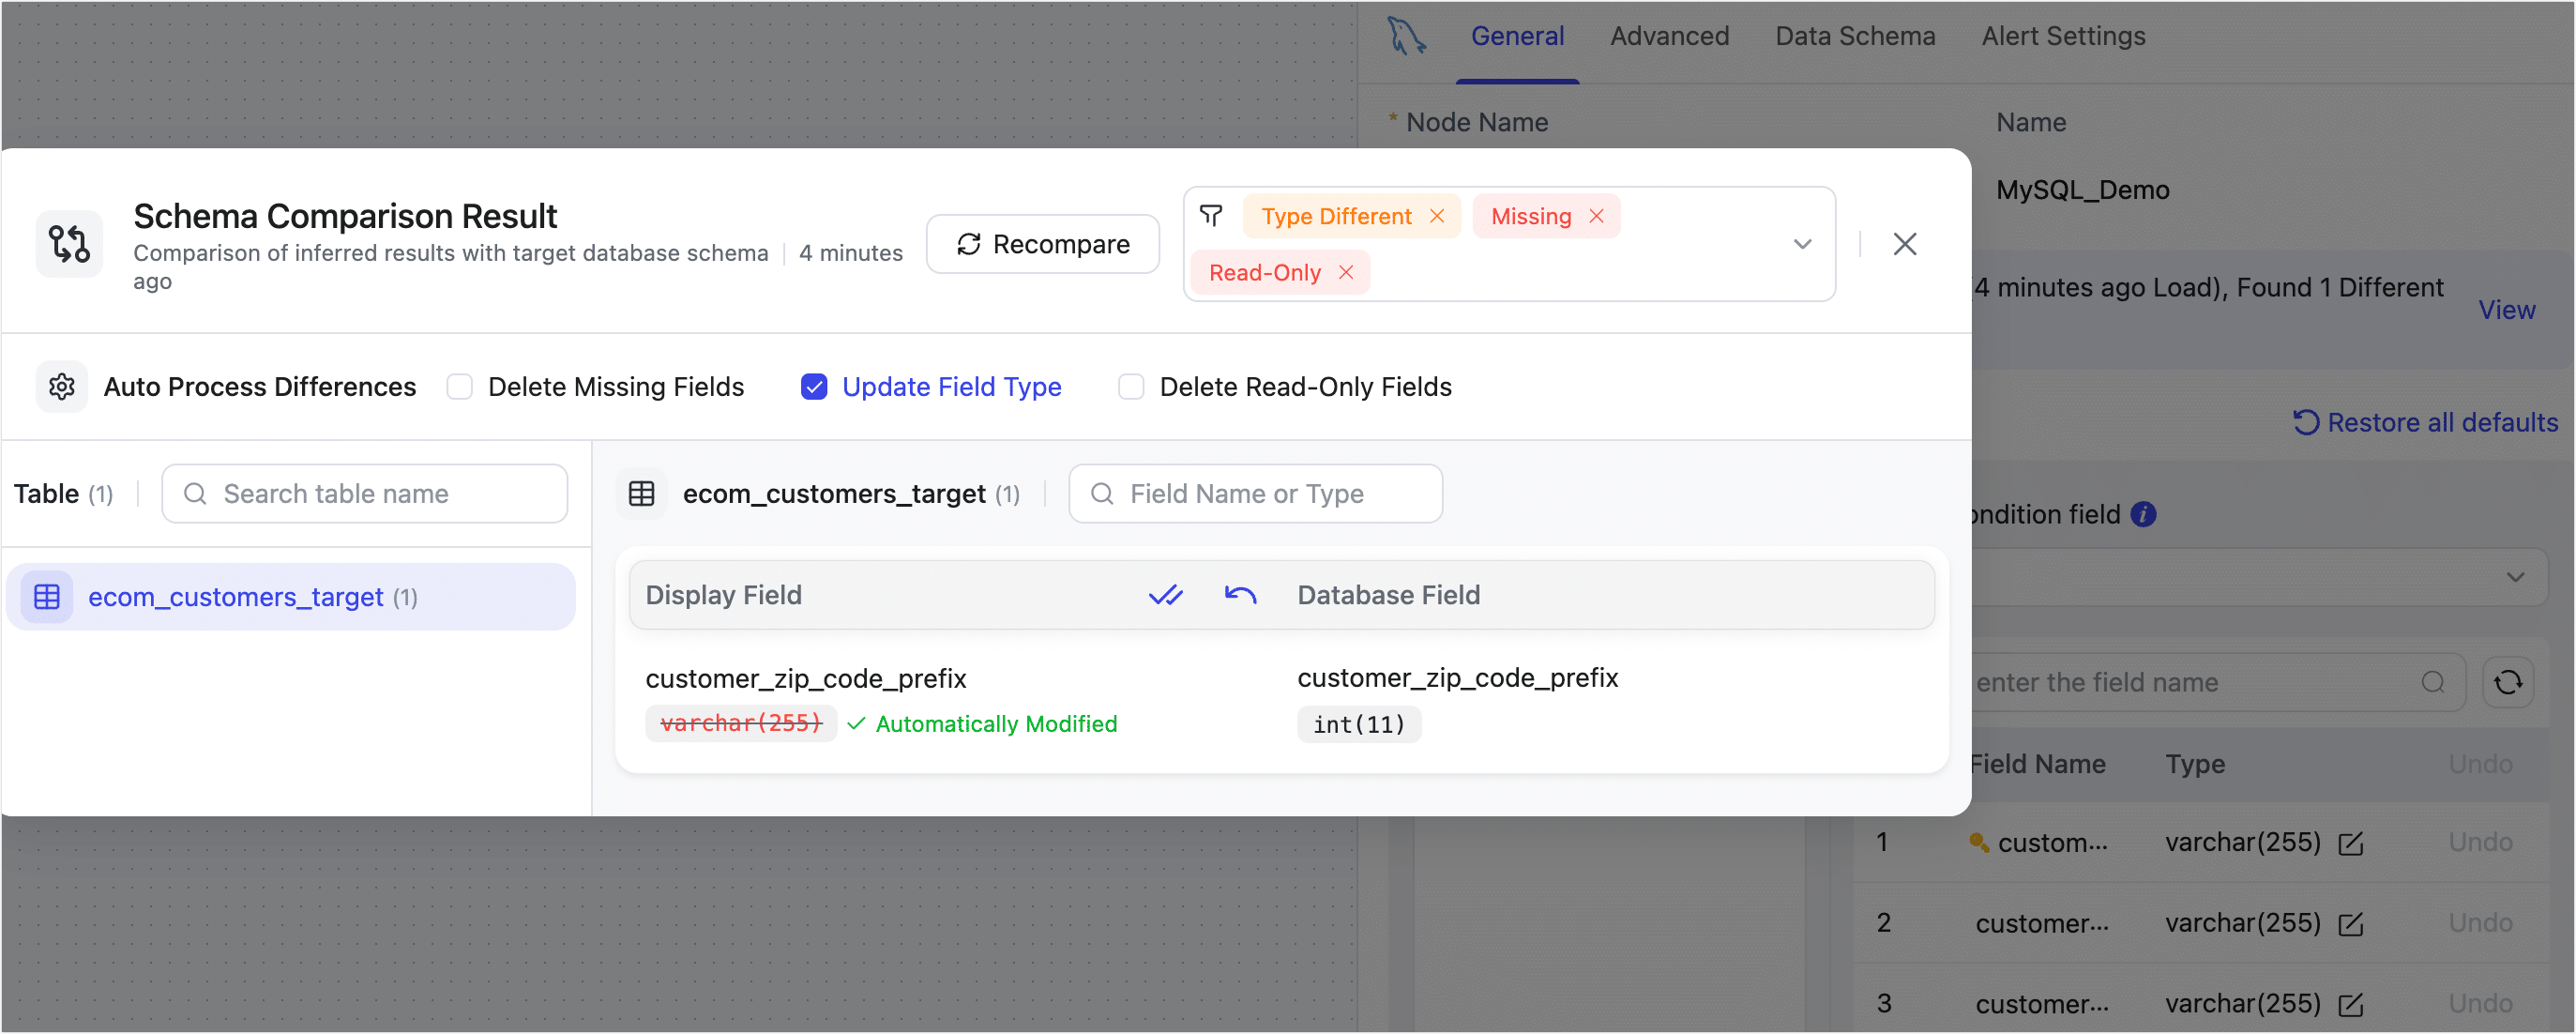 General Advanced Data Schema Alert Settings
* Node Name Name
MySQL_Demo
Schema Comparison Result
Comparison of inferred results with target database schema 4 minutes
ago
Recompare
Type Different Missing
Read-Only
4 minutes ago Load), Found 1 Different
View
Auto Process Differences Delete Missing Fields Update Field Type Delete Read-Only Fields
Restore all defaults
Table (1) Search table name
ecom_customers_target (1)
ecom_customers_target (1) Field Name or Type
Display Field Database Field
customer_zip_code_prefix customer_zip_code_prefix
varchar(255) Automatically Modified int(11)
ondition field
enter the field name
Field Name Type Undo
1 custom··· varchar(255) Undo
2 customer··· varchar(255) Undo
3 customer··· varchar(255) Undo